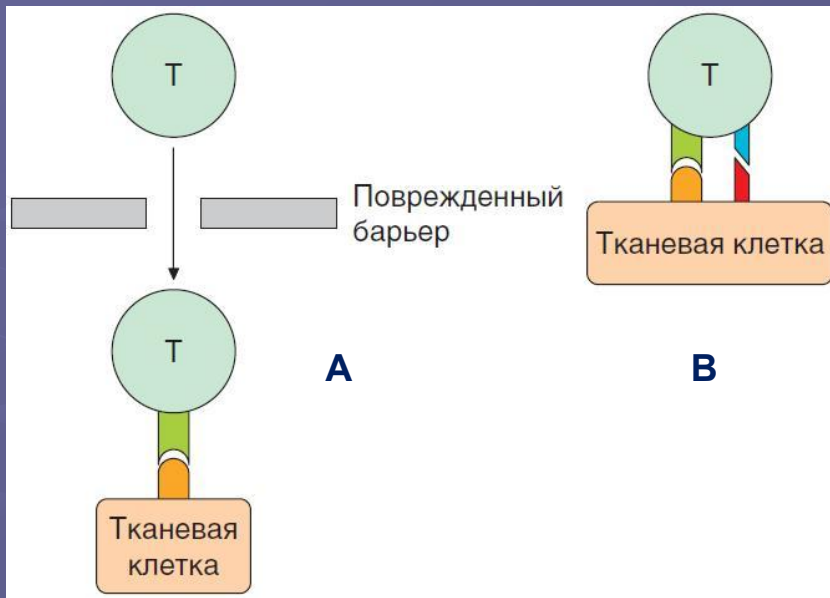 Т
Поврежденный
барьер
Т
А
Тканевая
клетка
Т
Тканевая клетка
В